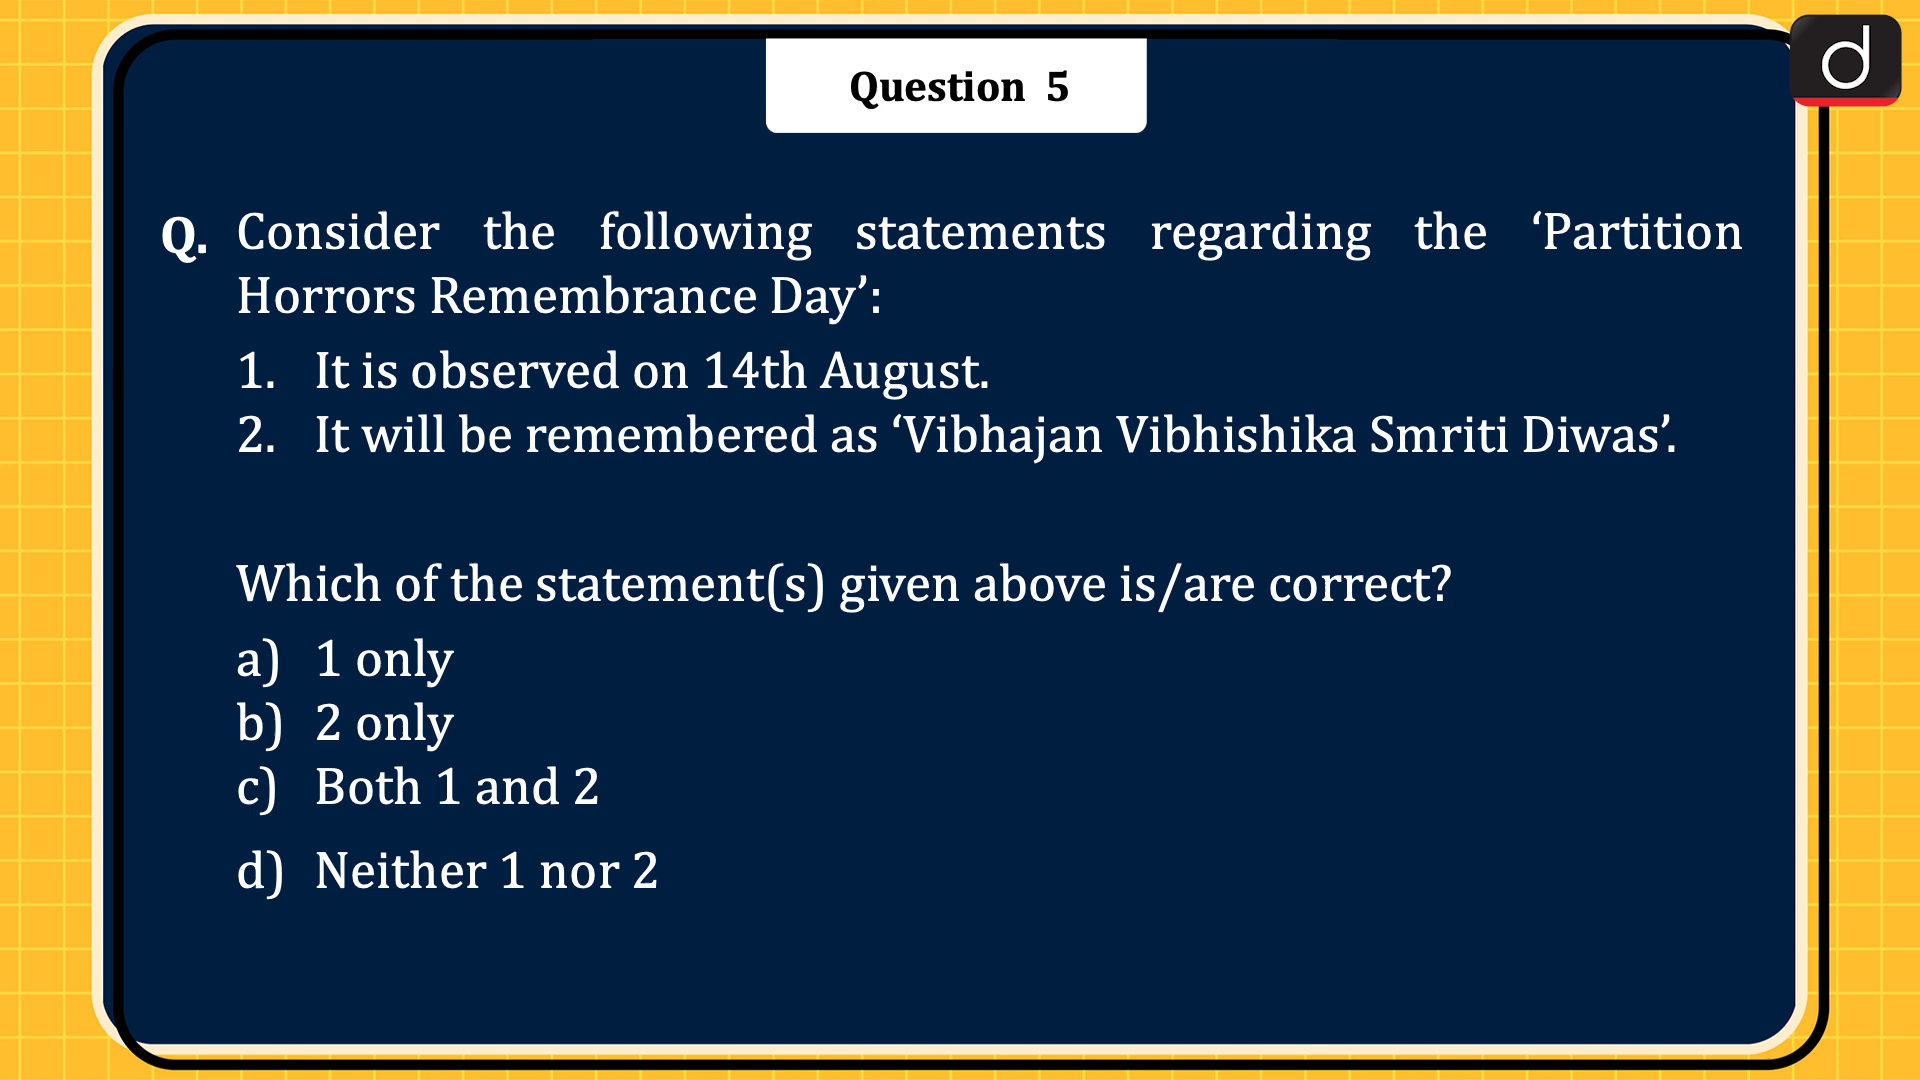 Question 5
d
Q. Consider the following statements regarding the ‘Partition
Horrors Remembrance Day’:
1. It is observed on 14th August.
2. It will be remembered as ‘Vibhajan Vibhishika Smriti Diwas’.
Which of the statement(s) given above is/are correct?
a) 1 only
b) 2 only
c) Both 1 and 2
d) Neither 1 nor 2